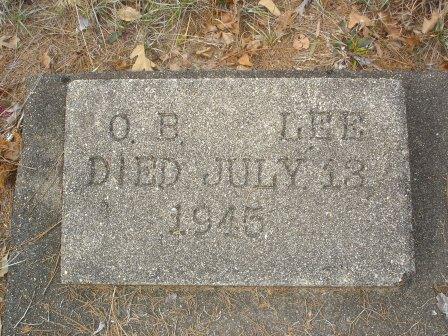 O. B. LEE
DIED JULY 13
1945